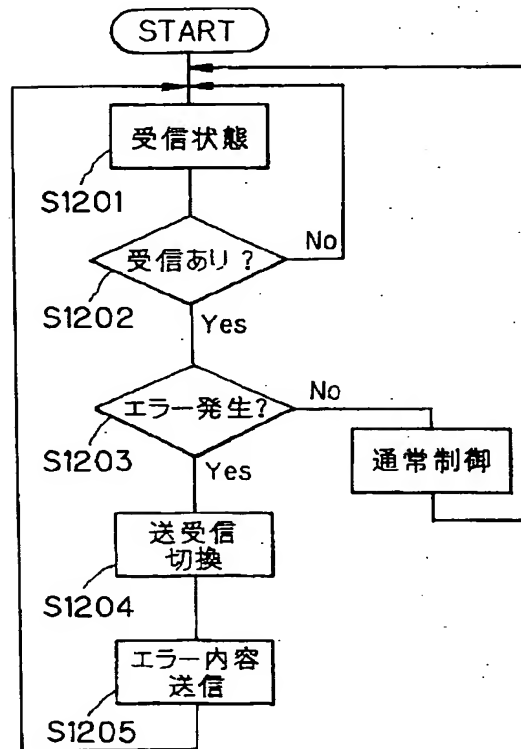 START
受信状態
S1201
受信あり?
No
S1202
Yes
エラー発生?
No
S1203
Yes
通常制御
送受信
切換
S1204
エラー内容
送信
S1205